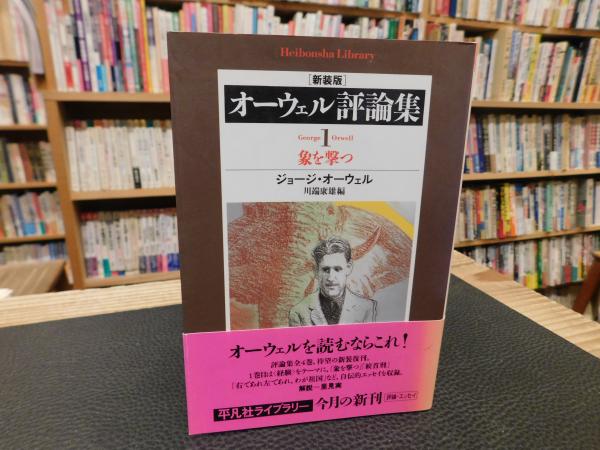 Heibonsha Library
[新装版]
オーウェル評論集
George 1 Orwell
象を撃つ
ジョージ・オーウェル
川端康雄編
オーウェルを読むならこれ!
評論集全4巻、待望の新装復刊。
1巻目は〈経験〉をテーマに、「象を撃つ」「絞首刑」
「右であれ左であれ、わが祖国」など、自伝的エッセイを収録。
解説―里見実
平凡社ライブラリー 今月の新刊 評論・エッセイ